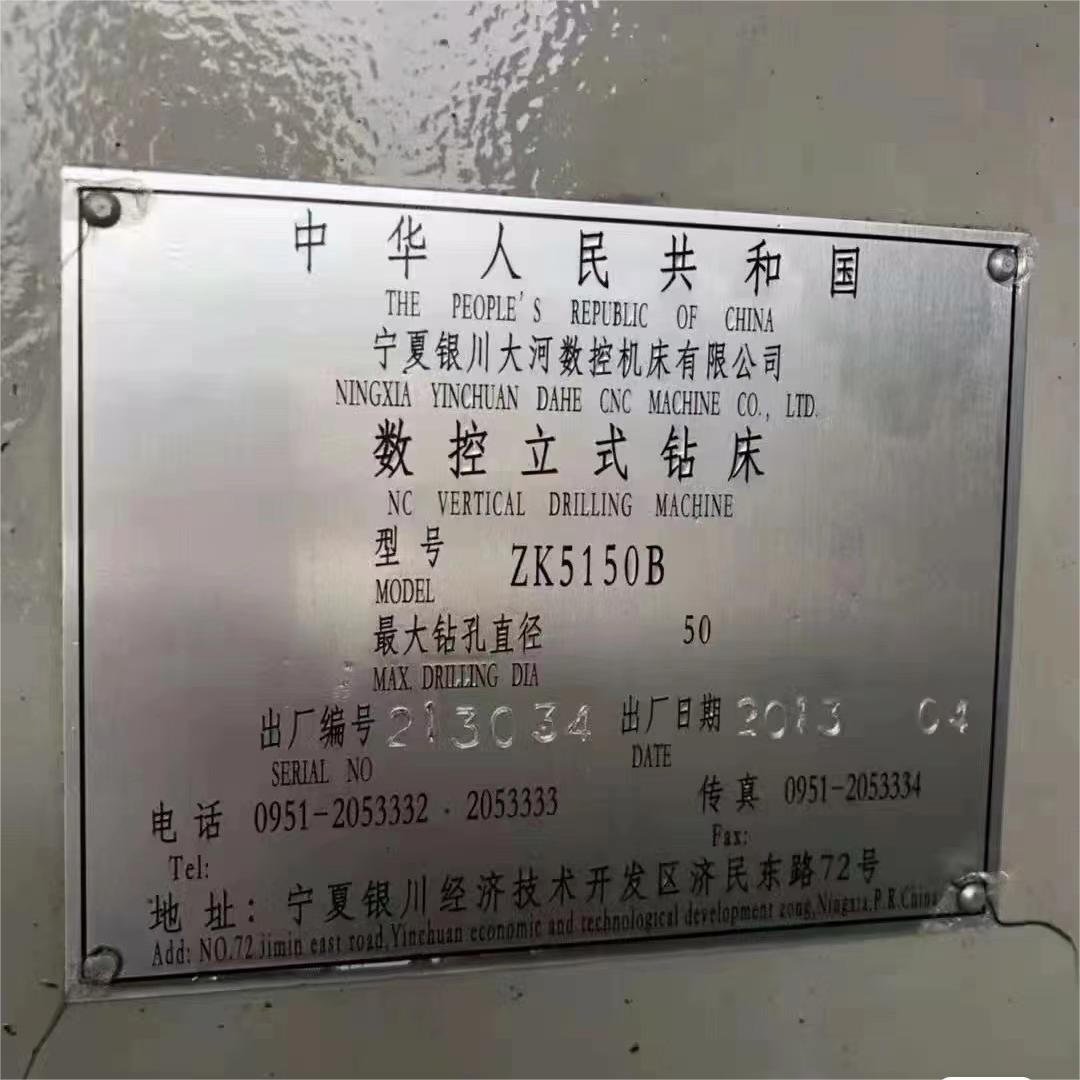 中华人民共和国
THE PEOPLE'S REPUBLIC OF CHINA
宁夏银川大河数控机床有限公司
NINGXIA YINCHUAN DAHE CNC MACHINE CO., LTD.
数控立式钻床
NC VERTICAL DRILLING MACHINE
型号 ZK5150B
MODEL
最大钻孔直径 50
MAX. DRILLING DIA
出厂编号 213034 出厂日期 2013 04
SERIAL NO DATE
电话 0951-2053332 · 2053333 传真 0951-2053334
Tel: Fax:
地址: 宁夏银川经济技术开发区济民东路72号
Add: NO.72 jimin east road,Yinchuan economic and technological development zong,Ningxia,P.R.China